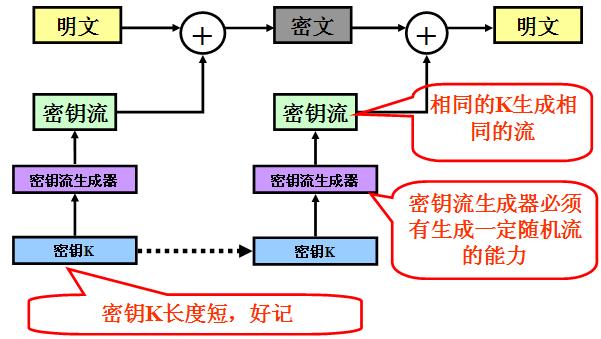 明文
密文
明文
密钥流
密钥流
相同的K生成相
同的流
密钥流生成器
密钥流生成器
密钥流生成器必须
有生成一定随机流
的能力
密钥K
密钥K
密钥K长度短，好记